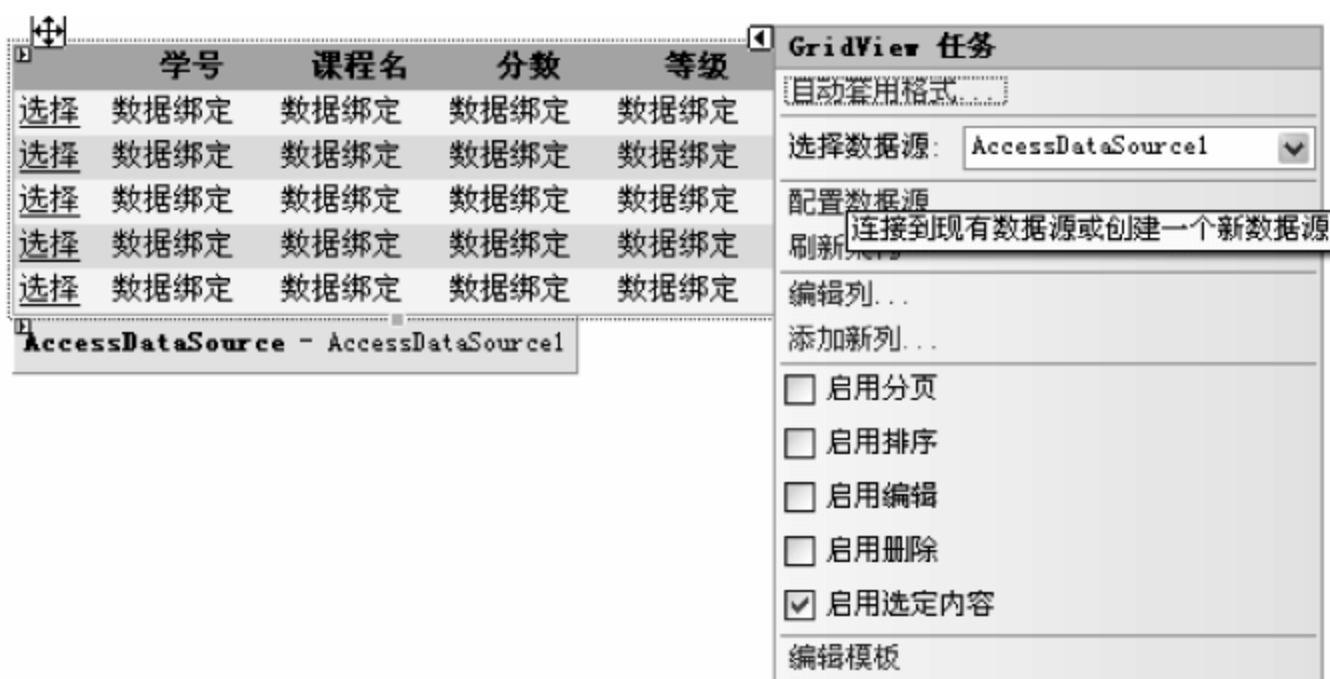 学号 课程名 分数 等级
选择 数据绑定 数据绑定 数据绑定 数据绑定
选择 数据绑定 数据绑定 数据绑定 数据绑定
选择 数据绑定 数据绑定 数据绑定 数据绑定
选择 数据绑定 数据绑定 数据绑定 数据绑定
选择 数据绑定 数据绑定 数据绑定 数据绑定
AccessDataSource - AccessDataSource1
GridView 任务
自动套用格式...
选择数据源: AccessDataSource1
配置数据源
连接到现有数据源或创建一个新数据源
刷新
编辑列...
添加新列...
启用分页
启用排序
启用编辑
启用删除
启用选定内容
编辑模板